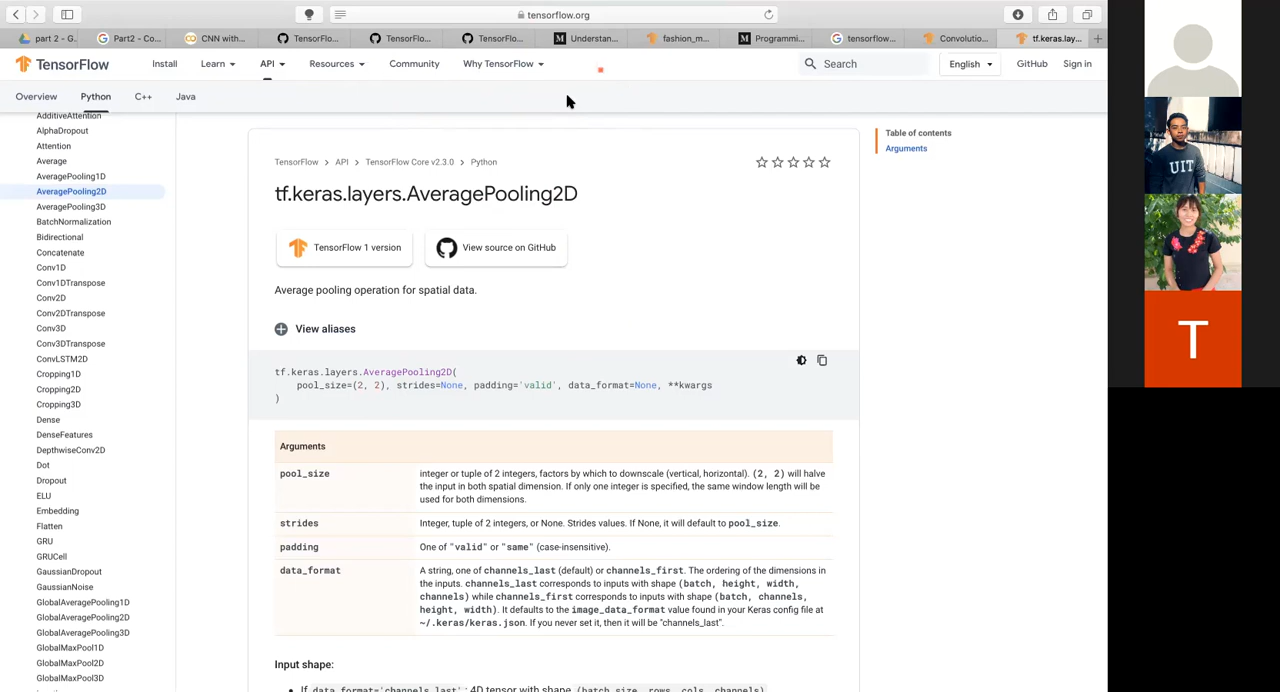 tensorflow.org
part 2 - G.
Part2 - Co...
CNN with...
TensorFlo...
TensorFlo...
TensorFlo...
Understan...
fashion_m...
Programmi...
tensorflow...
Convolutio...
tf.keras.lay...
TensorFlow
Install
Learn
API
Resources
Community
Why TensorFlow
Search
English
GitHub
Sign in
Overview
Python
C++
Java
AdditiveAttention
AlphaDropout
Attention
Average
AveragePooling1D
AveragePooling2D
AveragePooling3D
BatchNormalization
Bidirectional
Concatenate
Conv1D
Conv1DTranspose
Conv2D
Conv2DTranspose
Conv3D
Conv3DTranspose
ConvLSTM2D
Cropping1D
Cropping2D
Cropping3D
Dense
DenseFeatures
DepthwiseConv2D
Dot
Dropout
ELU
Embedding
Flatten
GRU
GRUCell
GaussianDropout
GaussianNoise
GlobalAveragePooling1D
GlobalAveragePooling2D
GlobalAveragePooling3D
GlobalMaxPool1D
GlobalMaxPool2D
GlobalMaxPool3D
TensorFlow > API > TensorFlow Core v2.3.0 > Python
tf.keras.layers.AveragePooling2D
TensorFlow 1 version
View source on GitHub
Average pooling operation for spatial data.
View aliases
tf.keras.layers.AveragePooling2D(
pool_size=(2, 2), strides=None, padding='valid', data_format=None, **kwargs
)
Arguments
pool_size
integer or tuple of 2 integers, factors by which to downscale (vertical, horizontal). (2, 2) will halve
the input in both spatial dimension. If only one integer is specified, the same window length will be
used for both dimensions.
strides
Integer, tuple of 2 integers, or None. Strides values. If None, it will default to pool_size.
padding
One of "valid" or "same" (case-insensitive).
data_format
A string, one of channels_last (default) or channels_first. The ordering of the dimensions in
the inputs. channels_last corresponds to inputs with shape (batch, height, width,
channels) while channels_first corresponds to inputs with shape (batch, channels,
height, width). It defaults to the image_data_format value found in your Keras config file at
~/.keras/keras.json. If you never set it, then it will be "channels_last".
Input shape:
If data_format='channels_last': 4D tensor with shape (batch_size, rows, cols, channels)
Table of contents
Arguments
UIT
T